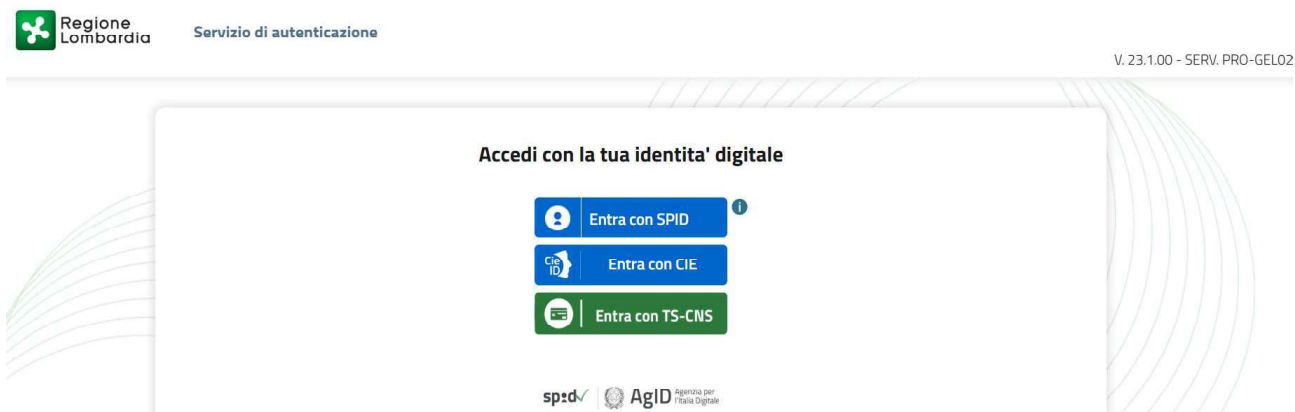 Regione
Lombardia
Servizio di autenticazione
V. 23.1.00 - SERV. PRO-GEL02
Accedi con la tua identita' digitale
Entra con SPID
i
Cie
ID
Entra con CIE
Entra con TS-CNS
spid
AgID
Agenzia per
l'Italia Digitale